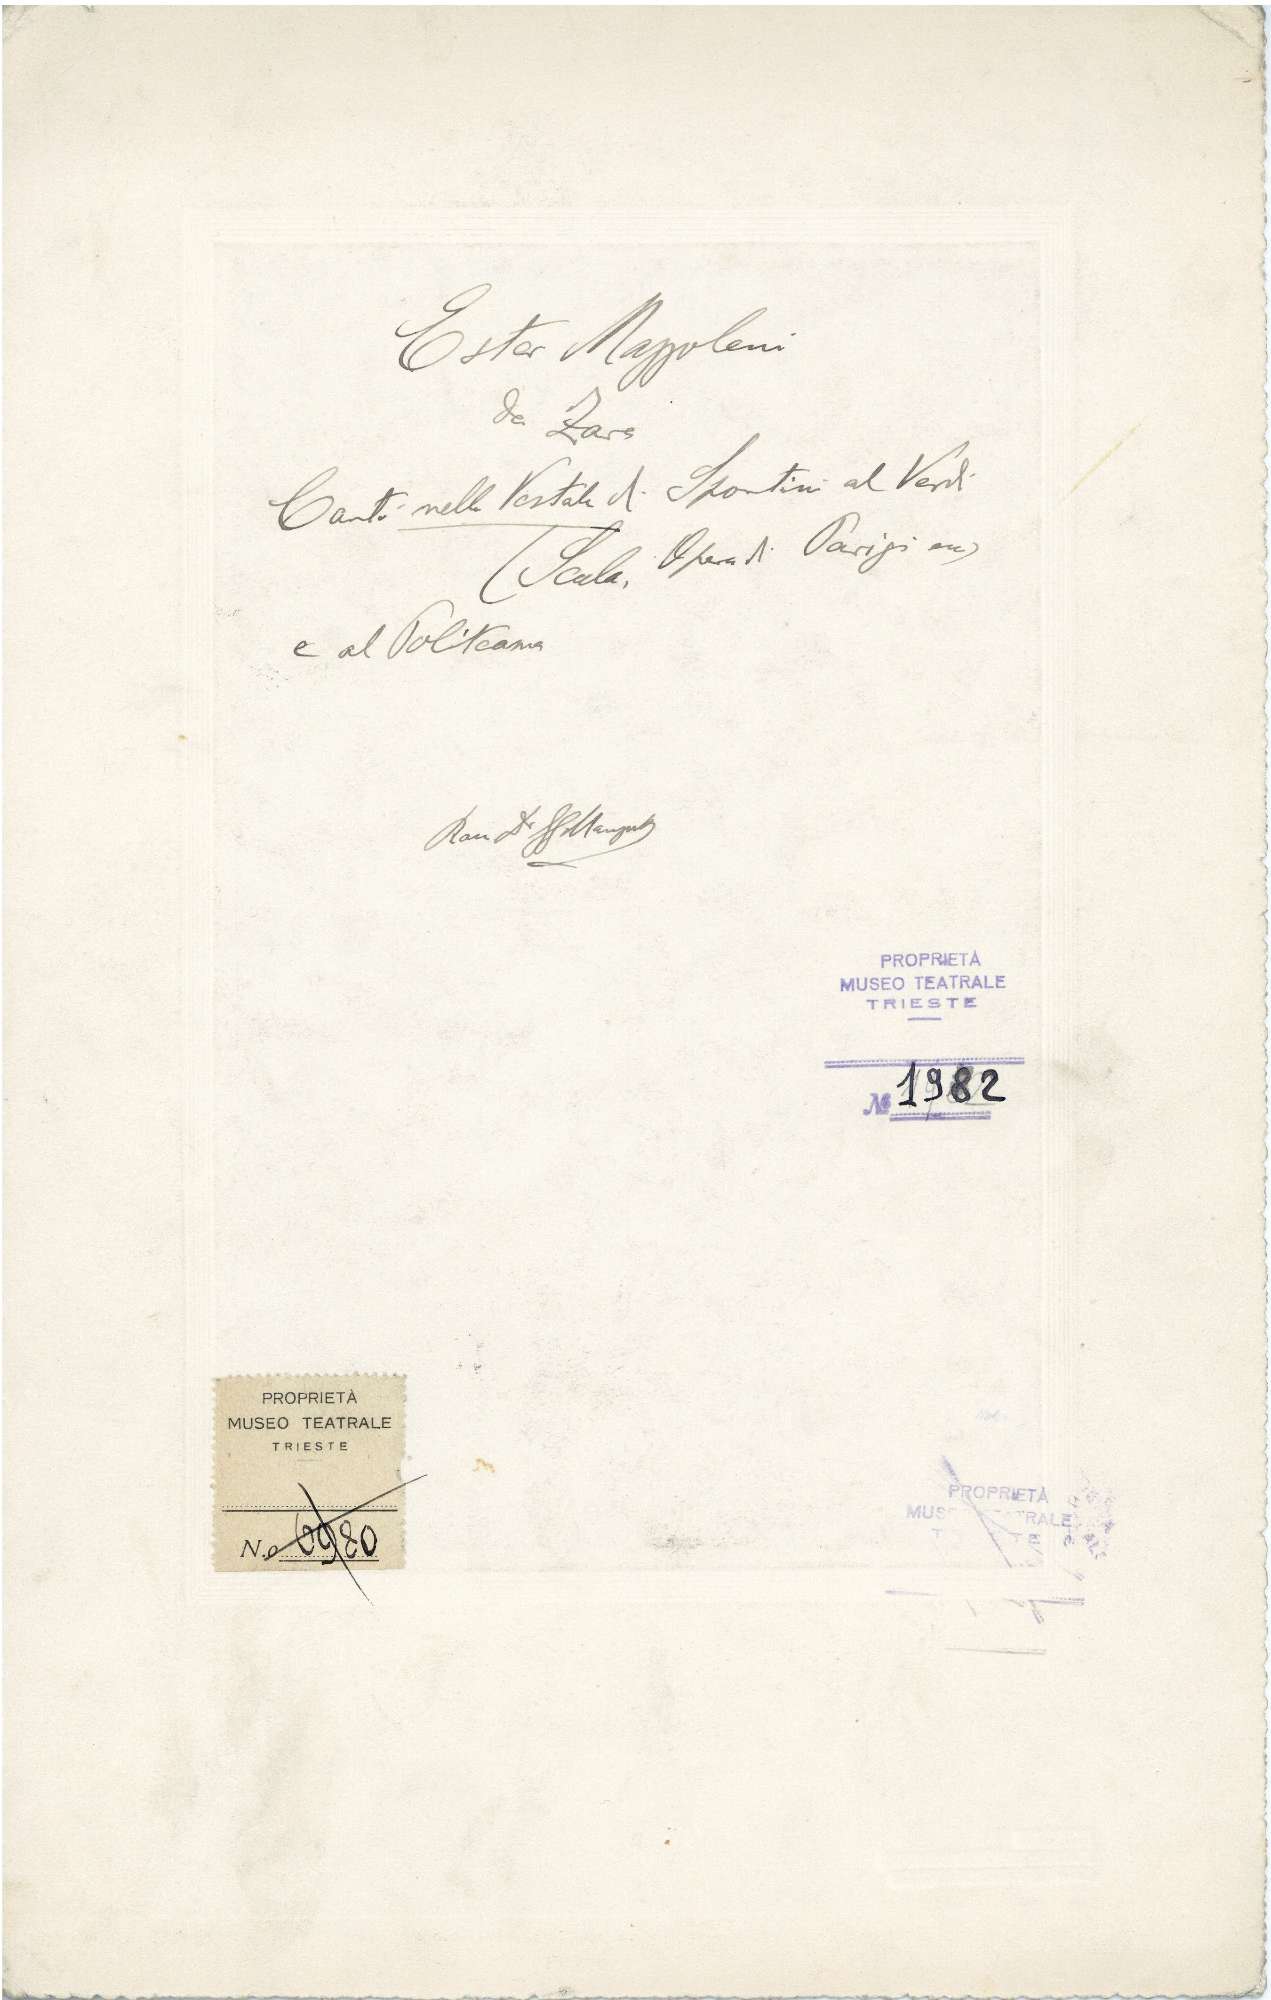 Ester Mazzoleni
da Zara
Cantò nella Vestale di Spontini al Verdi
(Scala, Opera di Parigi ecc)
e al Politeama
PROPRIETÀ
MUSEO TEATRALE
TRIESTE
№ 1982
PROPRIETÀ
MUSEO TEATRALE
TRIESTE
N.o 6980
PROPRIETÀ